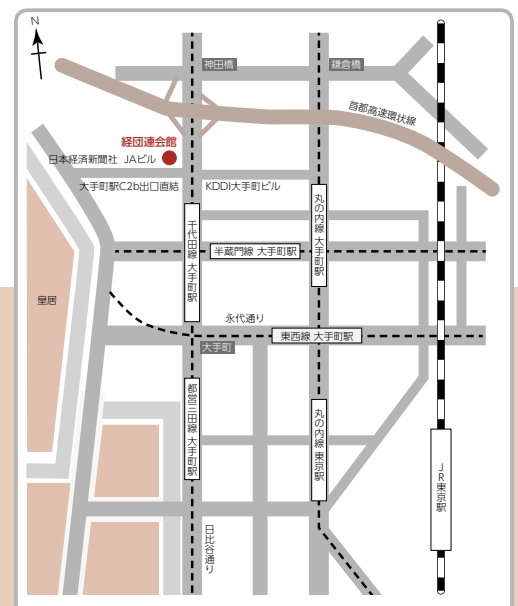 N
神田橋
鎌倉橋
首都高速環状線
経団連会館
日本経済新聞社 JAビル
大手町駅C2b出口直結
KDDI大手町ビル
千代田線 大手町駅
丸の内線 大手町駅
半蔵門線 大手町駅
皇居
永代通り
東西線 大手町駅
大手町
都営三田線 大手町駅
丸の内線 東京駅
JR東京駅
日比谷通り